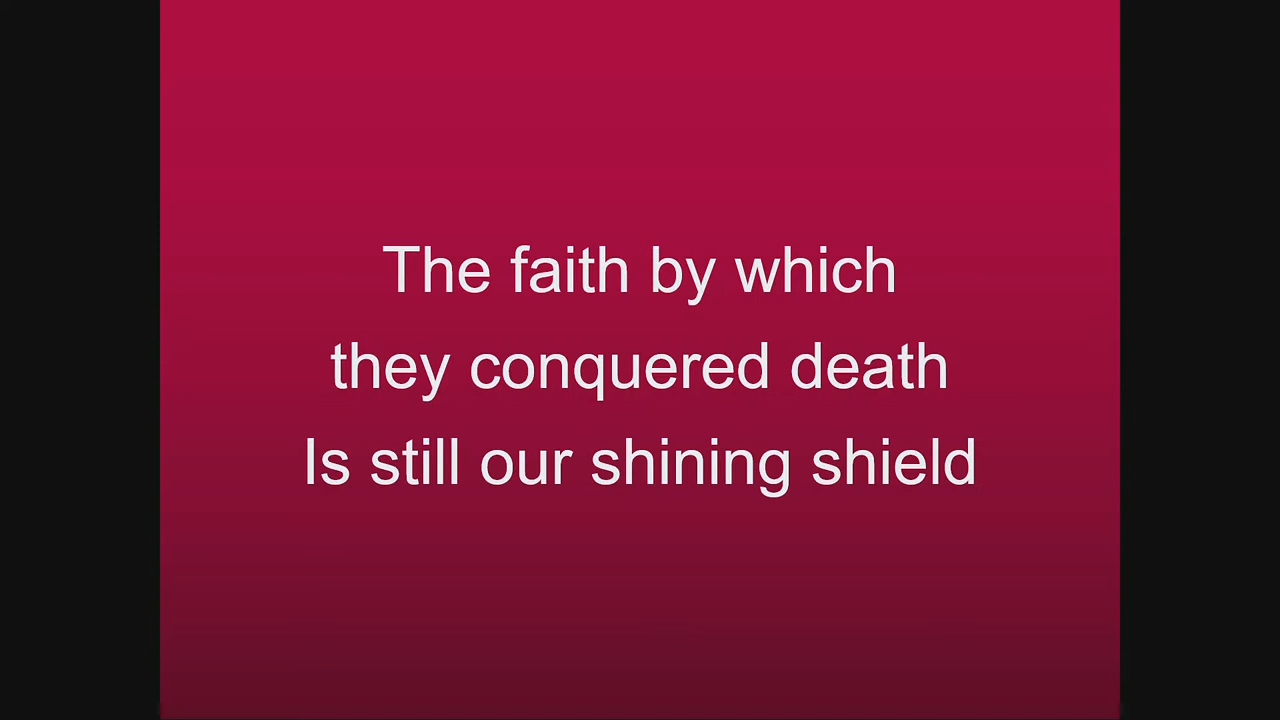 The faith by which
they conquered death
Is still our shining shield